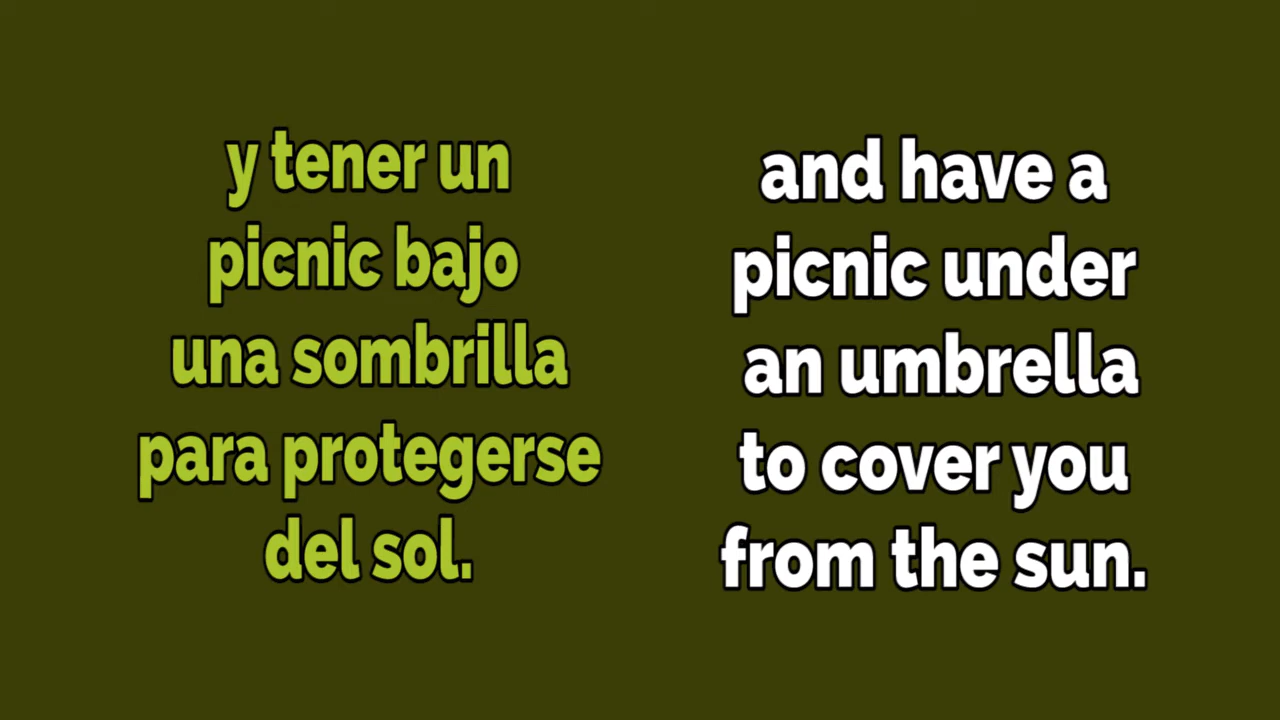 y tener un
picnic bajo
una sombrilla
para protegerse
del sol.
and have a
picnic under
an umbrella
to cover you
from the sun.